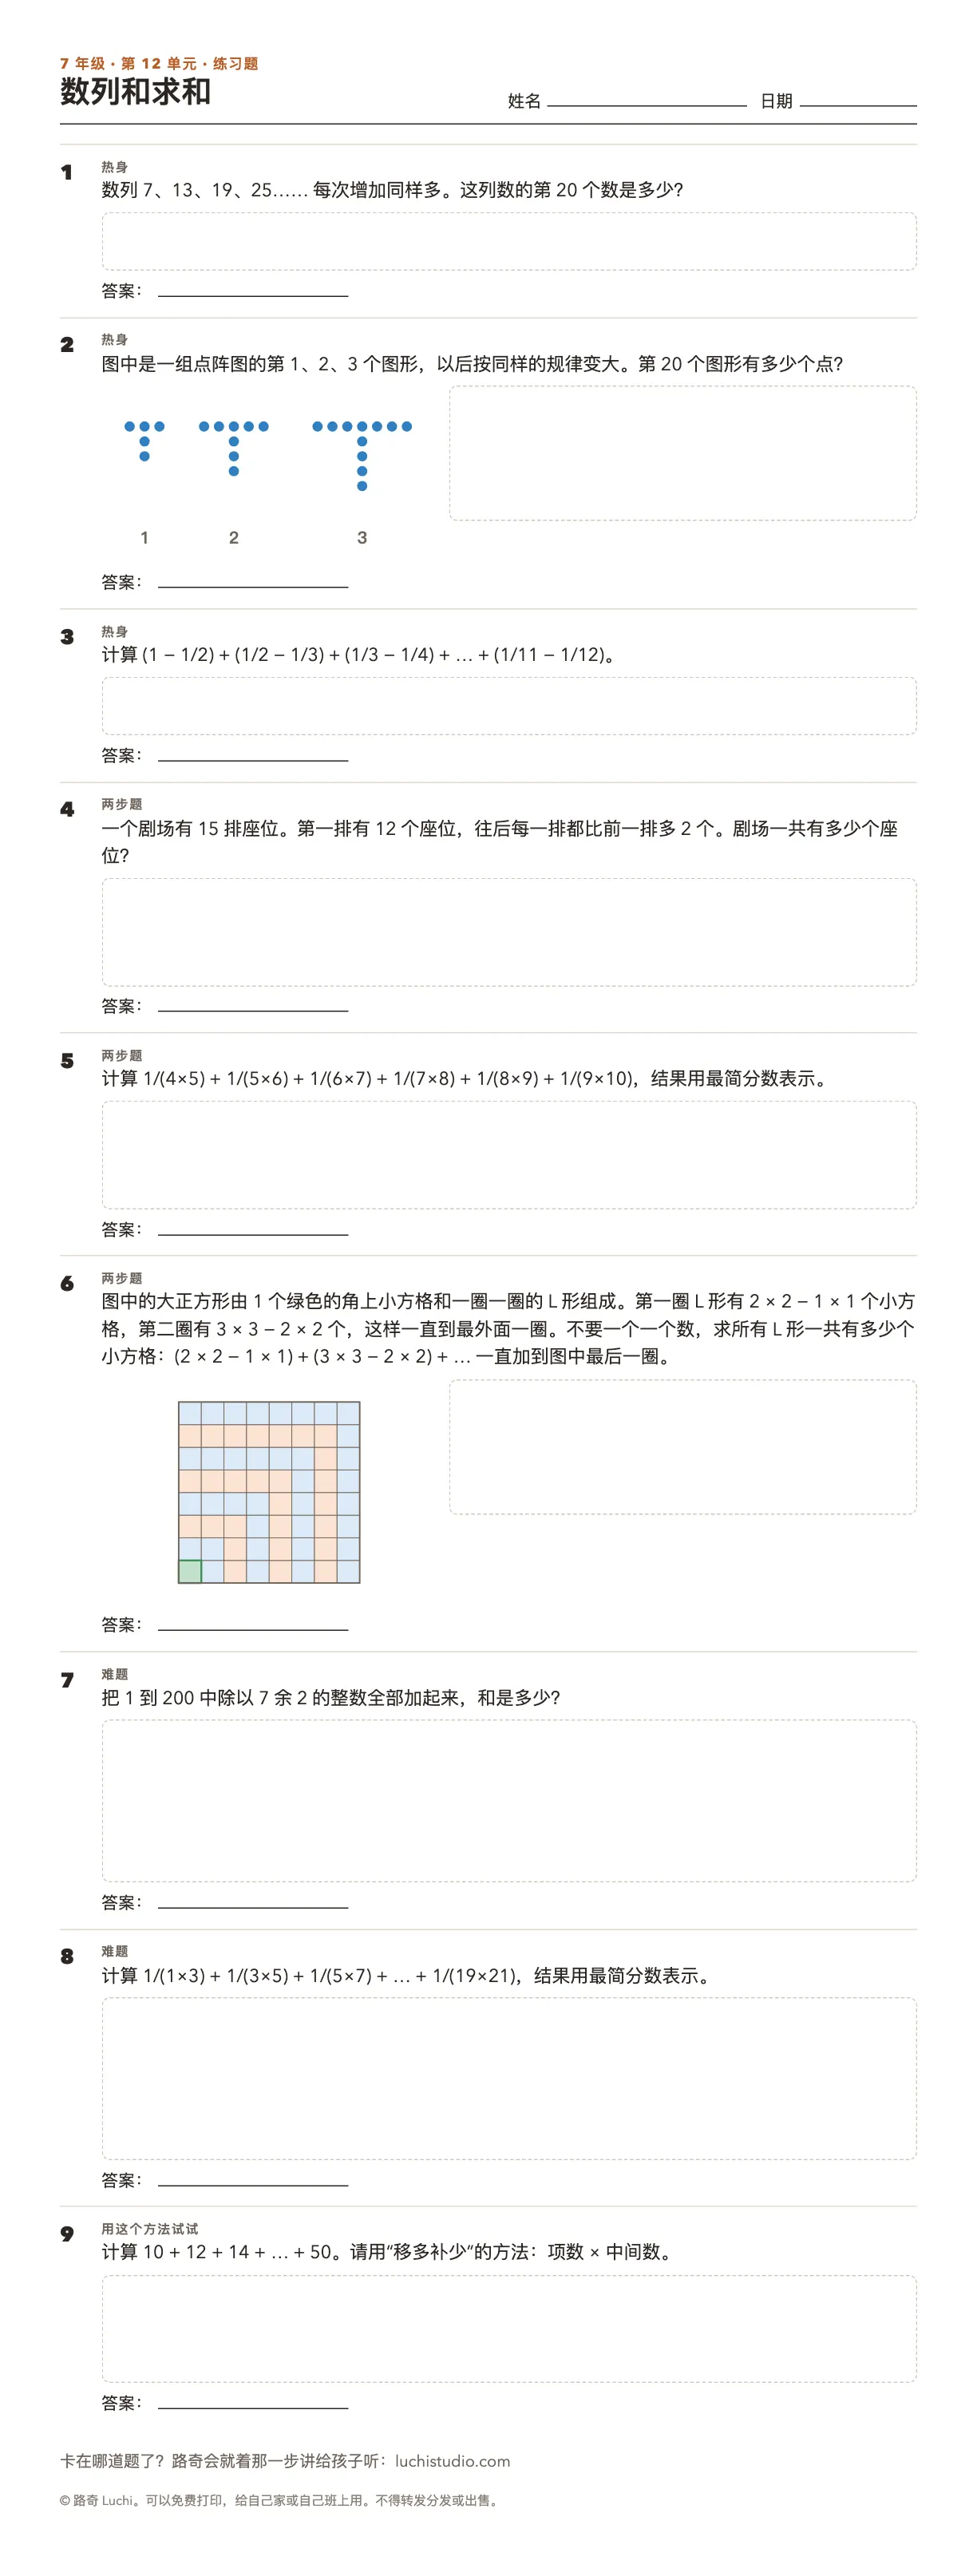 7 年级 · 第 12 单元 · 练习题
数列和求和
姓名 日期
1
热身
数列 7、13、19、25…… 每次增加同样多。这列数的第 20 个数是多少？
答案：
2
热身
图中是一组点阵图的第 1、2、3 个图形，以后按同样的规律变大。第 20 个图形有多少个点？
1 2 3
答案：
3
热身
计算 (1 − 1/2) + (1/2 − 1/3) + (1/3 − 1/4) + … + (1/11 − 1/12)。
答案：
4
两步题
一个剧场有 15 排座位。第一排有 12 个座位，往后每一排都比前一排多 2 个。剧场一共有多少个座
位？
答案：
5
两步题
计算 1/(4×5) + 1/(5×6) + 1/(6×7) + 1/(7×8) + 1/(8×9) + 1/(9×10)，结果用最简分数表示。
答案：
6
两步题
图中的大正方形由 1 个绿色的角上小方格和一圈一圈的 L 形组成。第一圈 L 形有 2 × 2 − 1 × 1 个小方
格，第二圈有 3 × 3 − 2 × 2 个，这样一直到最外面一圈。不要一个一个数，求所有 L 形一共有多少个
小方格：(2 × 2 − 1 × 1) + (3 × 3 − 2 × 2) + … 一直加到图中最后一圈。
答案：
7
难题
把 1 到 200 中除以 7 余 2 的整数全部加起来，和是多少？
答案：
8
难题
计算 1/(1×3) + 1/(3×5) + 1/(5×7) + … + 1/(19×21)，结果用最简分数表示。
答案：
9
用这个方法试试
计算 10 + 12 + 14 + … + 50。请用“移多补少”的方法：项数 × 中间数。
答案：
卡在哪道题了？路奇会就着那一步讲给孩子听：luchistudio.com
© 路奇 Luchi。可以免费打印，给自己家或自己班上用。不得转发分发或出售。